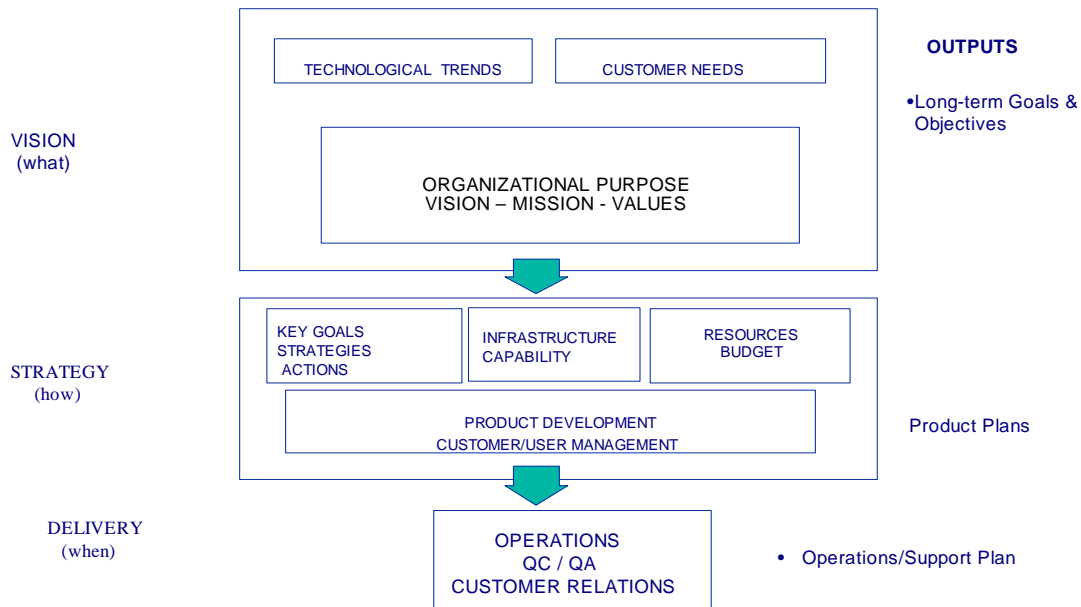 OUTPUTS
TECHNOLOGICAL TRENDS
CUSTOMER NEEDS
•Long-term Goals &
Objectives
VISION
(what)
ORGANIZATIONAL PURPOSE
VISION – MISSION - VALUES
KEY GOALS
STRATEGIES
ACTIONS
INFRASTRUCTURE
CAPABILITY
RESOURCES
BUDGET
STRATEGY
(how)
PRODUCT DEVELOPMENT
CUSTOMER/USER MANAGEMENT
Product Plans
DELIVERY
(when)
OPERATIONS
QC / QA
CUSTOMER RELATIONS
• Operations/Support Plan